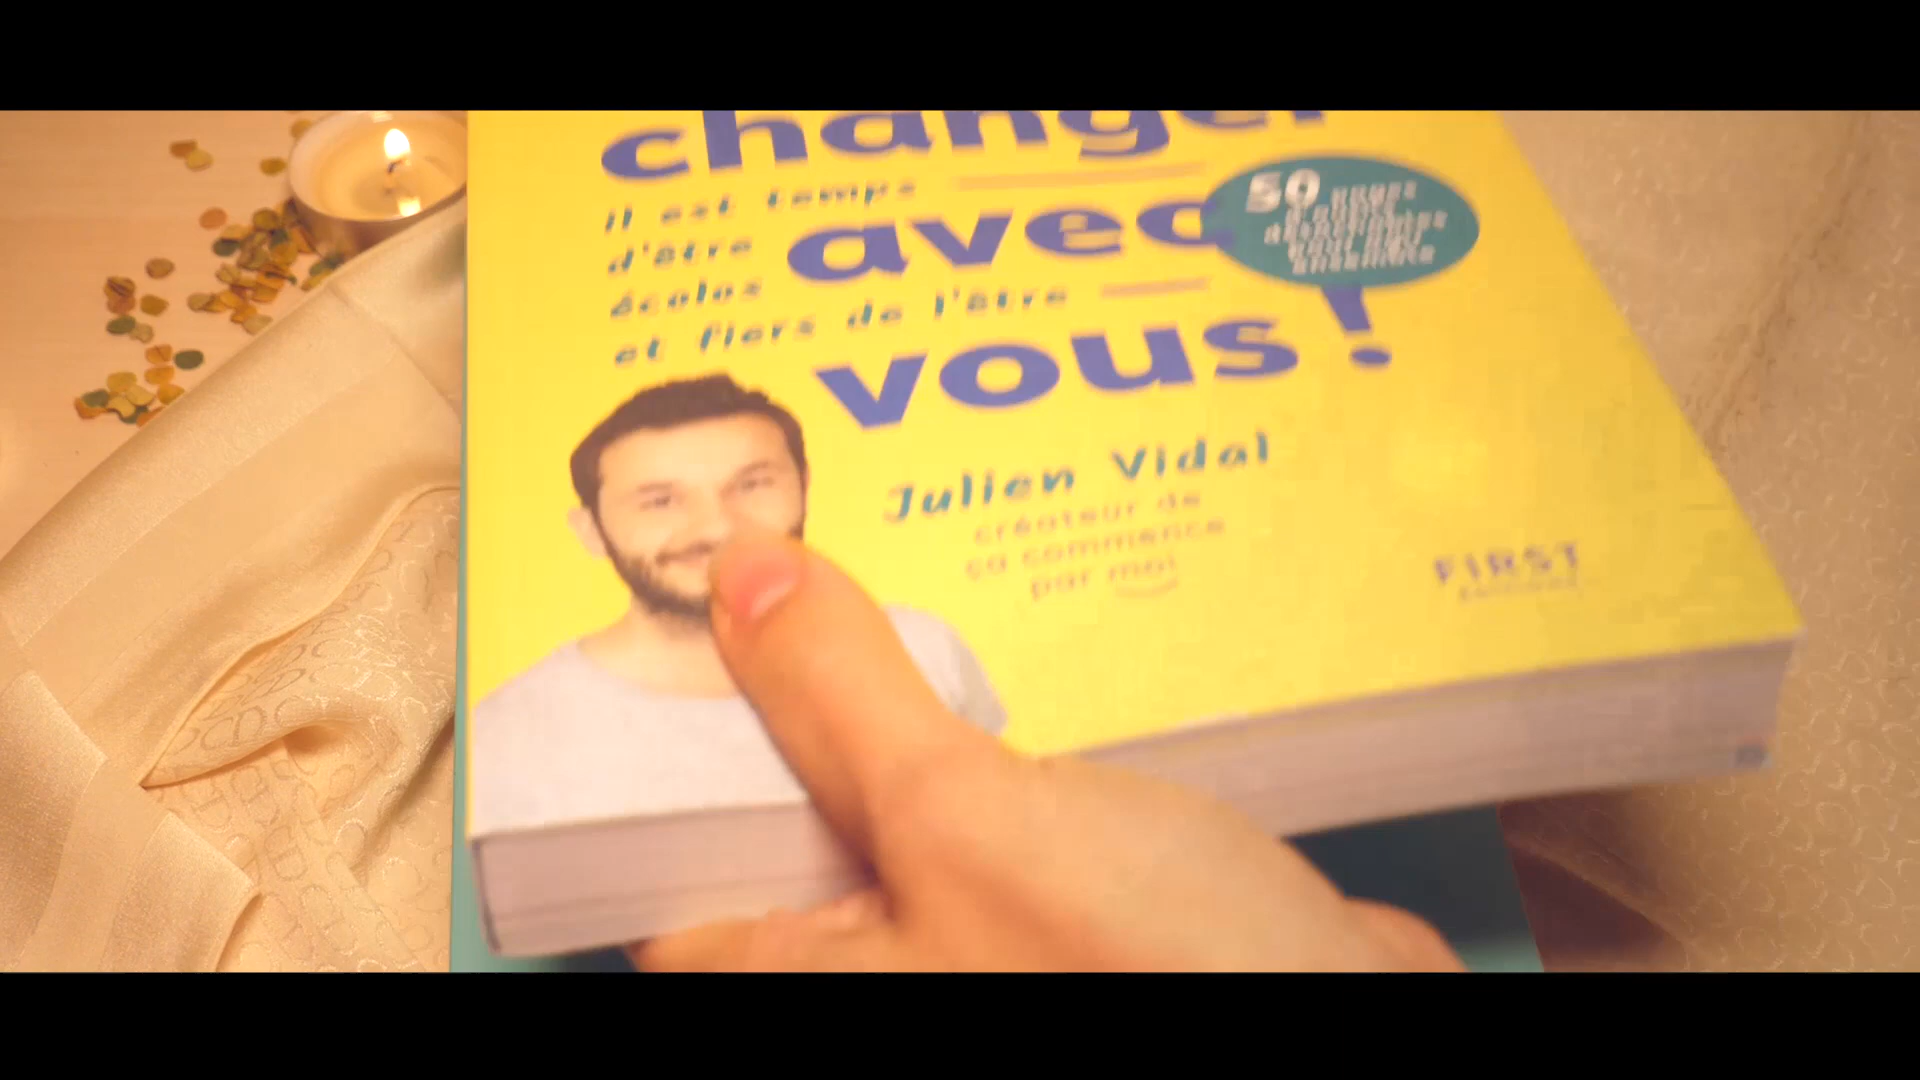 changer
il est temps
d'être
écolos
et fiers de l'être
avec
vous !
50
Julien Vidal
créateur de
ça commence
par moi
FIRST